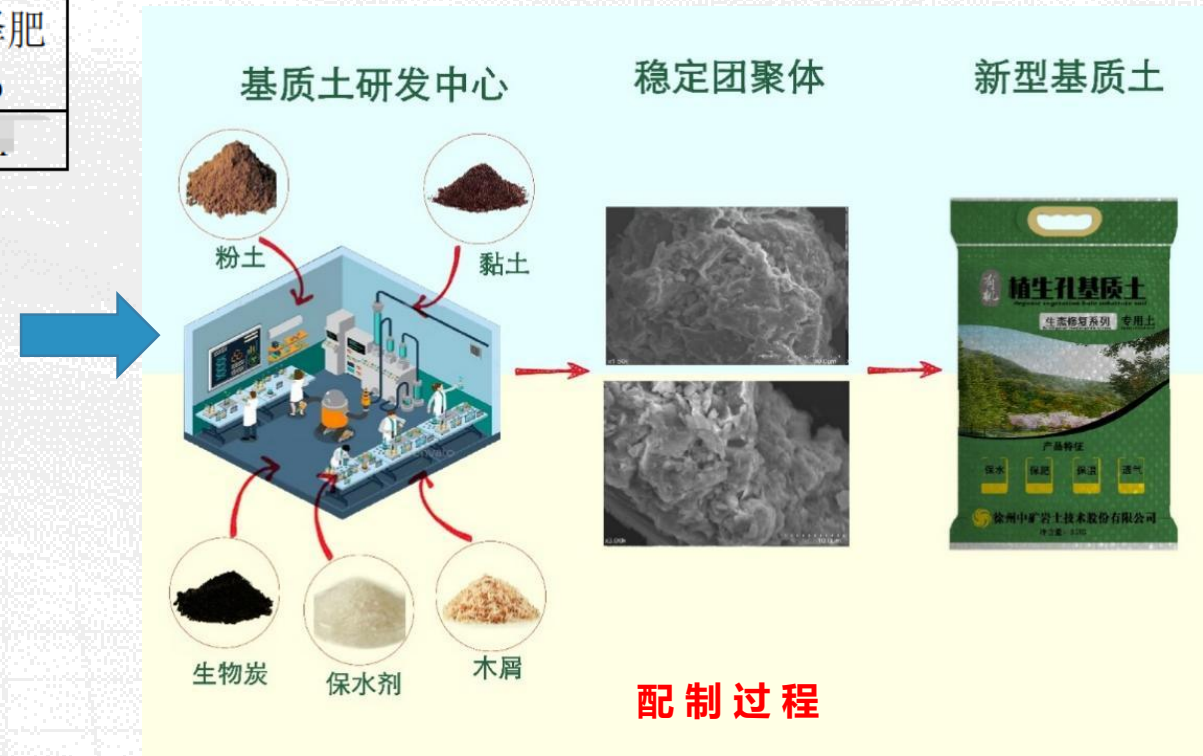 肥
基质土研发中心
稳定团聚体
新型基质土
粉土
黏土
植生孔基质土
生态修复系列 专用土
产品特征
保水 保肥 保温 透气
徐州中矿岩土技术股份有限公司
生物炭
保水剂
木屑
配制过程